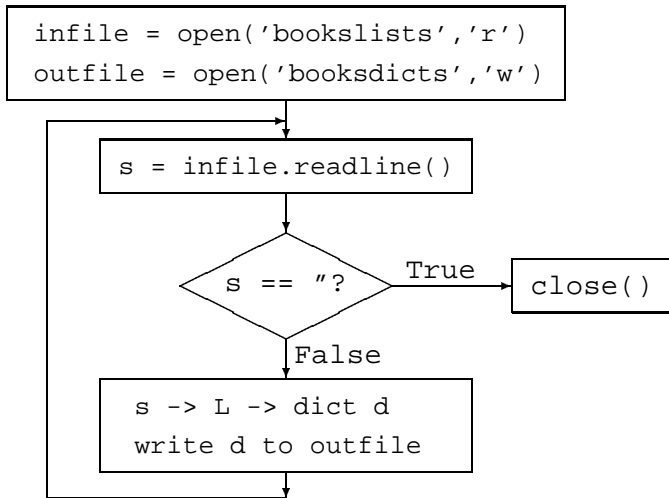 infile = open('bookslists','r')
outfile = open('booksdicts','w')
s = infile.readline()
s == ″?
True
close()
False
s -> L -> dict d
write d to outfile